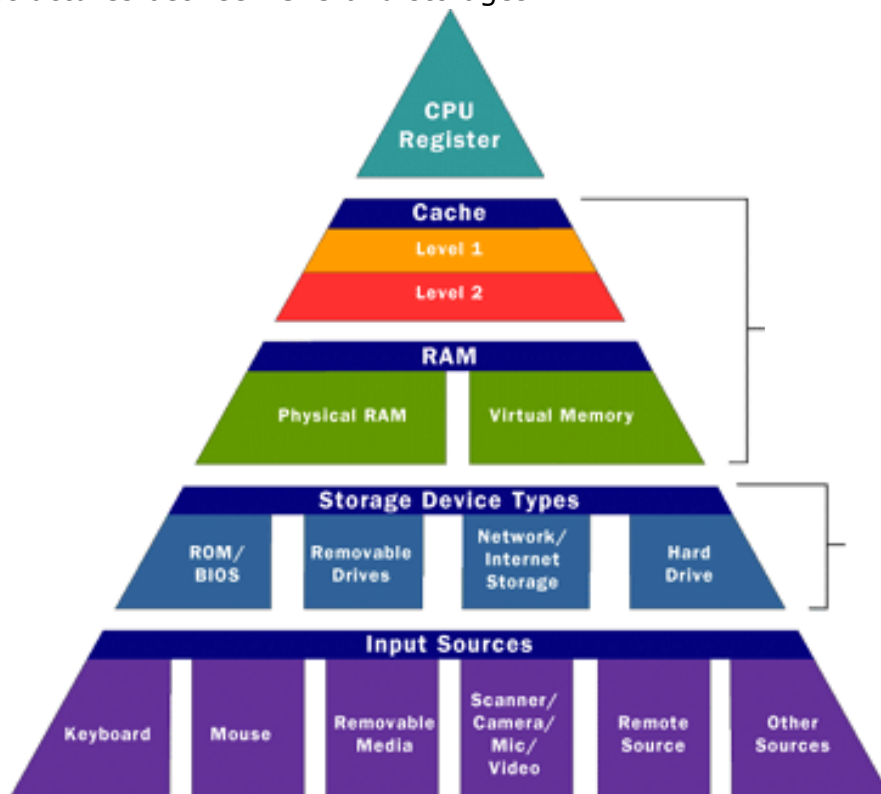 CPU
Register
Cache
Level 1
Level 2
RAM
Physical RAM
Virtual Memory
Storage Device Types
ROM/
BIOS
Removable
Drives
Network/
Internet
Storage
Hard
Drive
Input Sources
Keyboard
Mouse
Removable
Media
Scanner/
Camera/
Mic/
Video
Remote
Source
Other
Sources